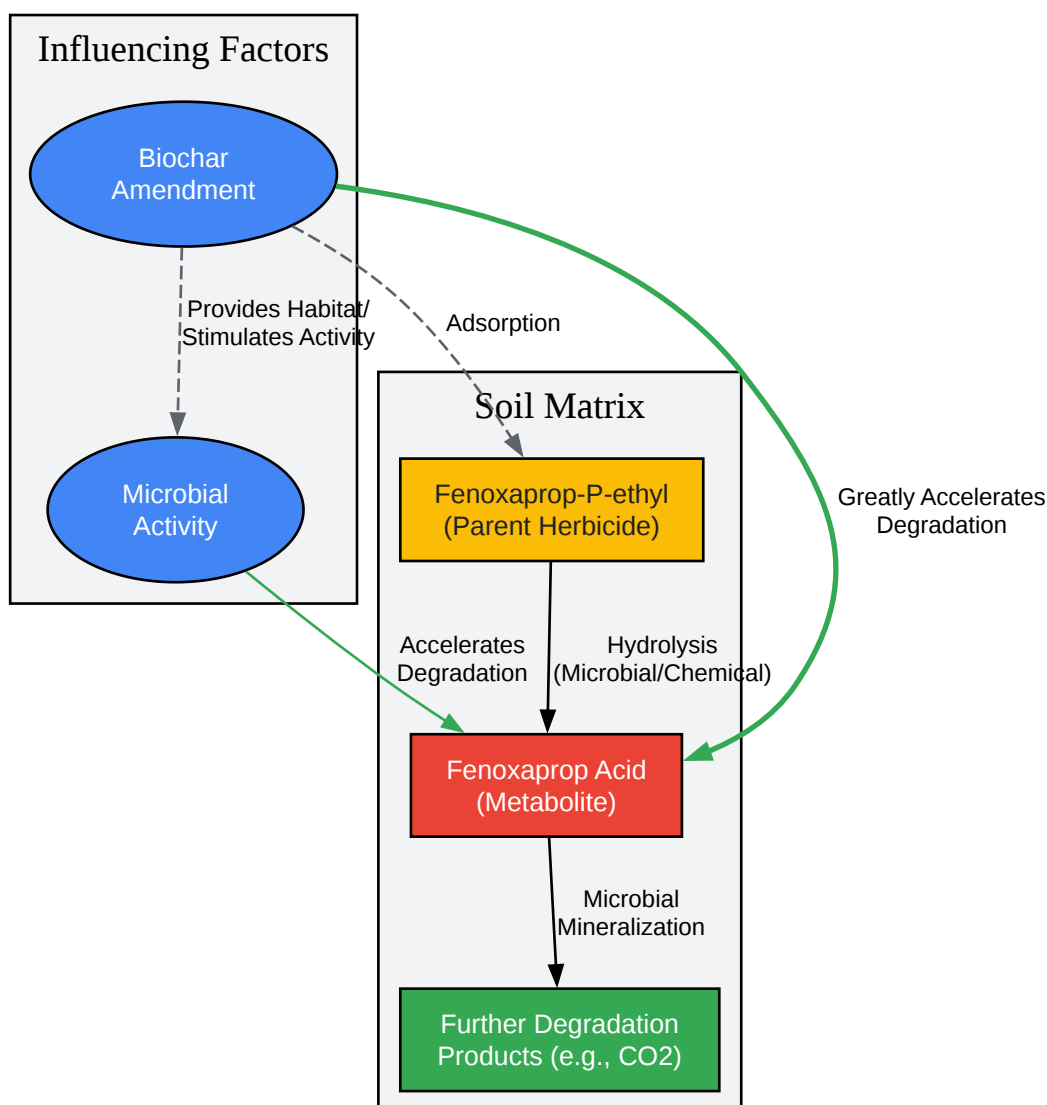 Influencing Factors
Biochar
Amendment
Provides Habitat/
Stimulates Activity
Adsorption
Soil Matrix
Microbial
Activity
Fenoxaprop-P-ethyl
(Parent Herbicide)
Greatly Accelerates
Degradation
Accelerates
Degradation
Hydrolysis
(Microbial/Chemical)
Fenoxaprop Acid
(Metabolite)
Microbial
Mineralization
Further Degradation
Products (e.g., CO2)